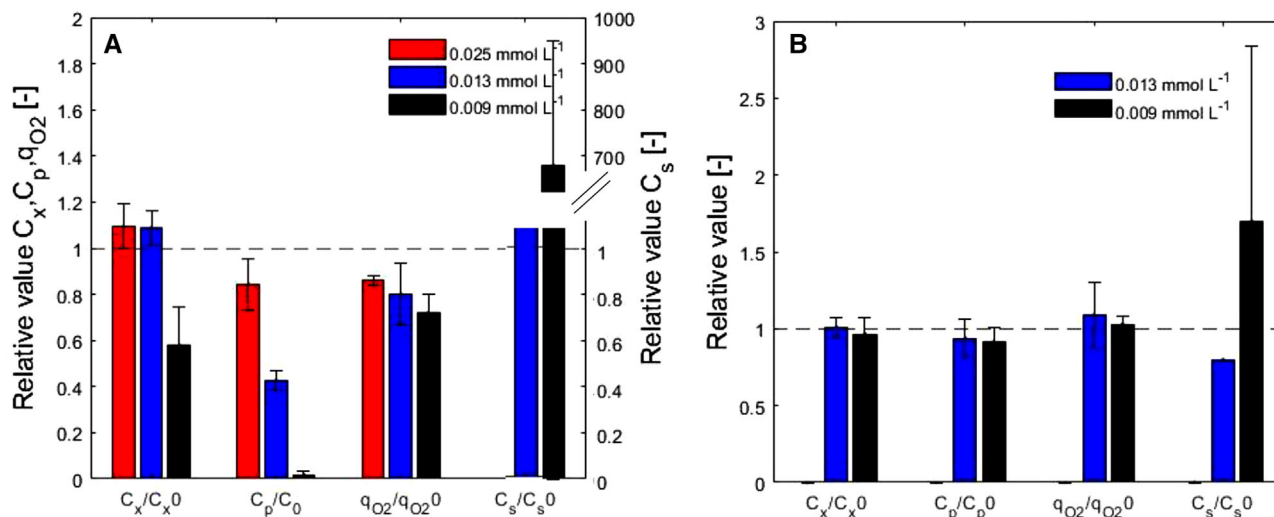 A
Relative value Cx,Cp,qO2 [-]
2
1.8
1.6
1.4
1.2
1
0.8
0.6
0.4
0.2
0
0.025 mmol L-1
0.013 mmol L-1
0.009 mmol L-1
1000
900
800
700
1
0.8
0.6
0.4
0.2
0
Relative value Cs [-]
Cx/Cx0
Cp/C0
qO2/qO20
Cs/Cs0
B
Relative value [-]
3
2.5
2
1.5
1
0.5
0
0.013 mmol L-1
0.009 mmol L-1
Cx/Cx0
Cp/Cp0
qO2/qO20
Cs/Cs0